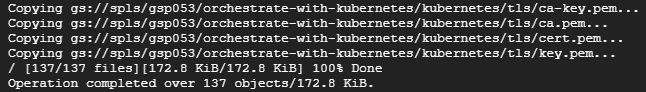 Copying gs://spls/gsp053/orchestrate-with-kubernetes/kubernetes/tls/ca-key.pem...
Copying gs://spls/gsp053/orchestrate-with-kubernetes/kubernetes/tls/ca.pem...
Copying gs://spls/gsp053/orchestrate-with-kubernetes/kubernetes/tls/cert.pem...
Copying gs://spls/gsp053/orchestrate-with-kubernetes/kubernetes/tls/key.pem...
/ [137/137 files][172.8 KiB/172.8 KiB] 100% Done
Operation completed over 137 objects/172.8 KiB.